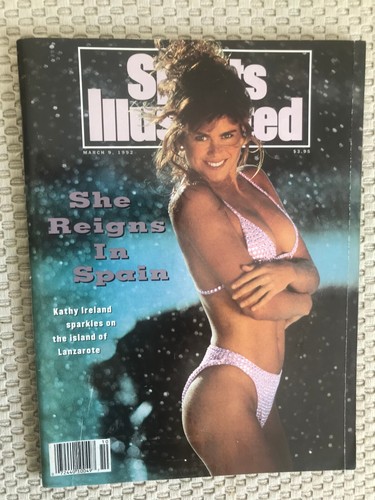 Sports
Illustrated
MARCH 9, 1992
$2.95
She
Reigns
In
Spain
Kathy Ireland
sparkles on
the island of
Lanzarote
10